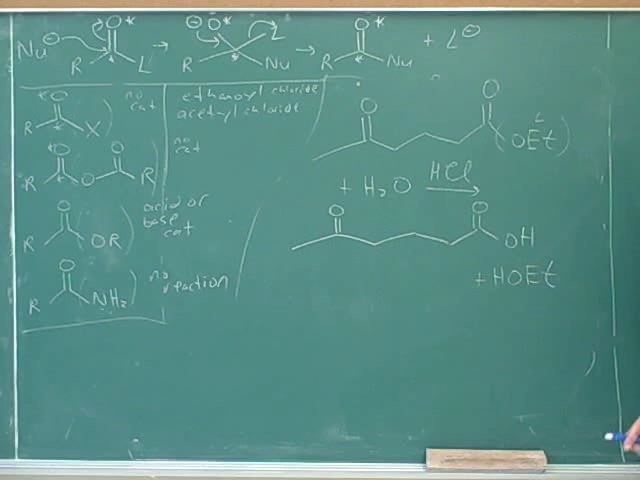 Nu⊖ O* R L → ⊖ O* L R Nu → O* R Nu + L⊖
O R X no cat
ethanoyl chloride
acetyl chloride
O O R O R no cat
O R OR acid or
base
cat
O R NH2 no reaction
O O L OEt
+ H2O HCl →
O O OH
+ HOEt